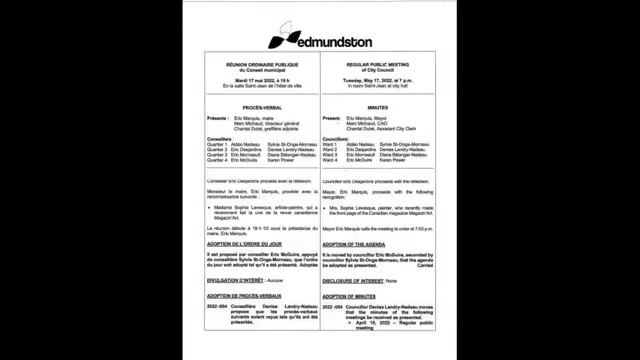 edmundston
RÉUNION ORDINAIRE PUBLIQUE
du Conseil municipal
Mardi 17 mai 2022, à 19 h
En la salle Saint-Jean de l'hôtel de ville
PROCÈS-VERBAL
Présents : Eric Marquis, maire
Marc Michaud, directeur général
Chantal Dubé, greffière adjointe
Conseillers:
Quartier 1 Aldéo Nadeau Sylvie St-Onge-Morneau
Quartier 2 Eric Desjardins Denise Landry-Nadeau
Quartier 3 Eric Morneault Diane Bélanger-Nadeau
Quartier 4 Eric McGuire Karen Power
Conseiller Eric Desjardins procède avec la réflexion.
Monsieur le maire, Eric Marquis, procède avec la
reconnaissance suivante :
• Madame Sophie Levesque, artiste-peintre, qui a
récemment fait la une de la revue canadienne
Magazin'Art.
La réunion débute à 19 h 03 sous la présidence du
maire, Eric Marquis.
ADOPTION DE L'ORDRE DU JOUR
Il est proposé par conseiller Eric McGuire, appuyé
de conseillère Sylvie St-Onge-Morneau, que l'ordre
du jour soit adopté tel qu'il a été présenté. Adoptée
DIVULGATION D'INTÉRÊT : Aucune
ADOPTION DE PROCÈS-VERBAUX
2022-054 Conseillère Denise Landry-Nadeau
propose que les procès-verbaux
suivants soient reçus tels qu'ils ont été
présentés.
REGULAR PUBLIC MEETING
of City Council
Tuesday, May 17, 2022, at 7 p.m.
In room Saint-Jean at city hall
MINUTES
Present: Eric Marquis, Mayor
Marc Michaud, CAO
Chantal Dubé, Assistant City Clerk
Councillors:
Ward 1 Aldéo Nadeau Sylvie St-Onge-Morneau
Ward 2 Eric Desjardins Denise Landry-Nadeau
Ward 3 Eric Morneault Diane Bélanger-Nadeau
Ward 4 Eric McGuire Karen Power
Councillor Eric Desjardins proceeds with the reflection.
Mayor, Eric Marquis, proceeds with the following
recognition:
• Mrs. Sophie Levesque, painter, who recently made
the front page of the Canadian magazine Magazin'Art.
Mayor Eric Marquis calls the meeting to order at 7:03 p.m.
ADOPTION OF THE AGENDA
It is moved by councillor Eric McGuire, seconded by
councillor Sylvie St-Onge-Morneau, that the agenda
be adopted as presented. Carried
DISCLOSURE OF INTEREST: None
ADOPTION OF MINUTES
2022-054 Councillor Denise Landry-Nadeau moves
that the minutes of the following
meetings be received as presented.
➢ April 19, 2022 – Regular public
meeting